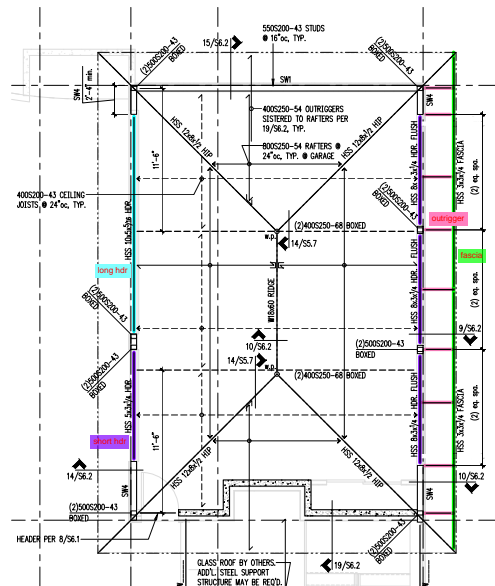 550S200-43 STUDS
@ 16"oc, TYP.
(2)500S200-43
BOXED
15/S6.2
(2)500S200-43
BOXED
SW1
SW4
2'-4" min.
SW4
400S250-54 OUTRIGGERS
SISTERED TO RAFTERS PER
19/S6.2, TYP.
HSS 12x8x1/2 HIP
HSS 12x8x1/2 HIP
800S250-54 RAFTERS @
24"oc, TYP. @ GARAGE
11'-6"
400S200-43 CEILING
JOISTS @ 24"oc, TYP.
(2)500S200-43
BOXED
HSS 8x3x1/4 HDR. FLUSH
HSS 3x3x1/4 FASCIA
(2) eq. spa.
outrigger
(2)400S250-68 BOXED
w.p.
14/S5.7
fascia
long hdr
W18x60 RIDGE
HSS 8x3x1/4 HDR. FLUSH
(2) eq. spa.
9/S6.2
10/S6.2
(2)500S200-43
BOXED
(2)500S200-43
BOXED
14/S5.7
w.p.
(2)400S250-68 BOXED
HSS 5x3x1/4 HDR.
HSS 8x3x1/4 HDR. FLUSH
HSS 3x3x1/4 FASCIA
(2) eq. spa.
short hdr
11'-6"
HSS 12x8x1/2 HIP
HSS 12x8x1/2 HIP
14/S6.2
10/S6.2
SW4
SW4
(2)500S200-43
BOXED
(2)500S200-43
BOXED
HEADER PER 8/S6.1
GLASS ROOF BY OTHERS.
ADD'L STEEL SUPPORT
STRUCTURE MAY BE REQ'D.
19/S6.2